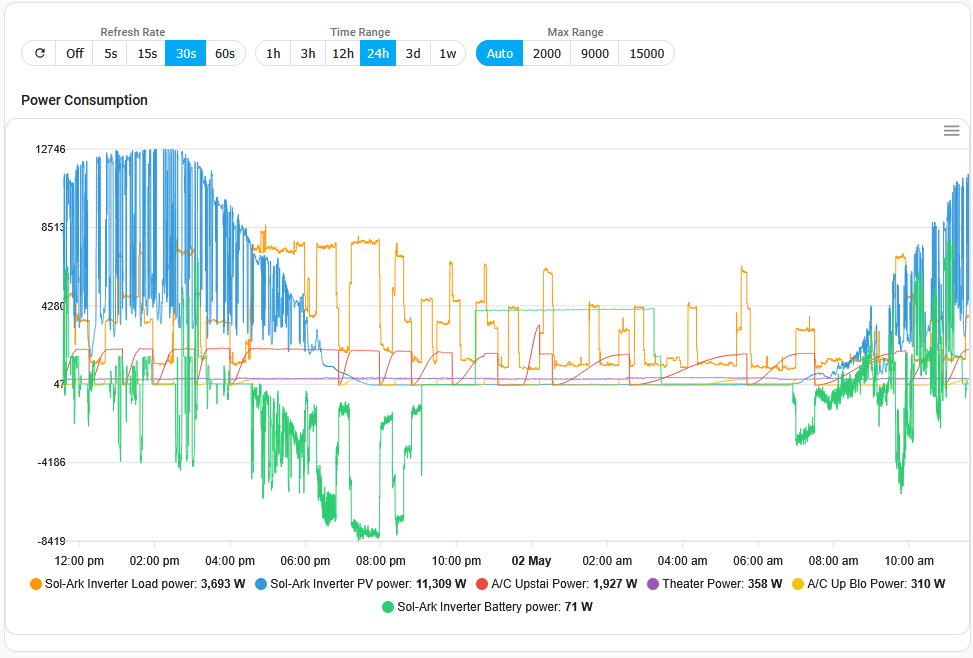 Refresh Rate Time Range Max Range
Off 5s 15s 30s 60s 1h 3h 12h 24h 3d 1w Auto 2000 9000 15000
Power Consumption
12746
8513
4280
47
-4186
-8419
12:00 pm 02:00 pm 04:00 pm 06:00 pm 08:00 pm 10:00 pm 02 May 02:00 am 04:00 am 06:00 am 08:00 am 10:00 am
Sol-Ark Inverter Load power: 3,693 W Sol-Ark Inverter PV power: 11,309 W A/C Upstai Power: 1,927 W Theater Power: 358 W A/C Up Blo Power: 310 W
Sol-Ark Inverter Battery power: 71 W